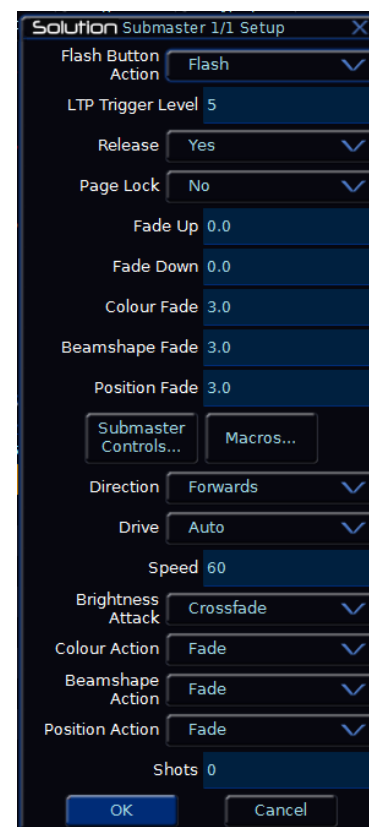 Solution Submaster 1/1 Setup
Flash Button
Action
Flash
LTP Trigger Level 5
Release Yes
Page Lock No
Fade Up 0.0
Fade Down 0.0
Colour Fade 3.0
Beamshape Fade 3.0
Position Fade 3.0
Submaster
Controls...
Macros...
Direction Forwards
Drive Auto
Speed 60
Brightness
Attack
Crossfade
Colour Action Fade
Beamshape
Action
Fade
Position Action Fade
Shots 0
OK Cancel